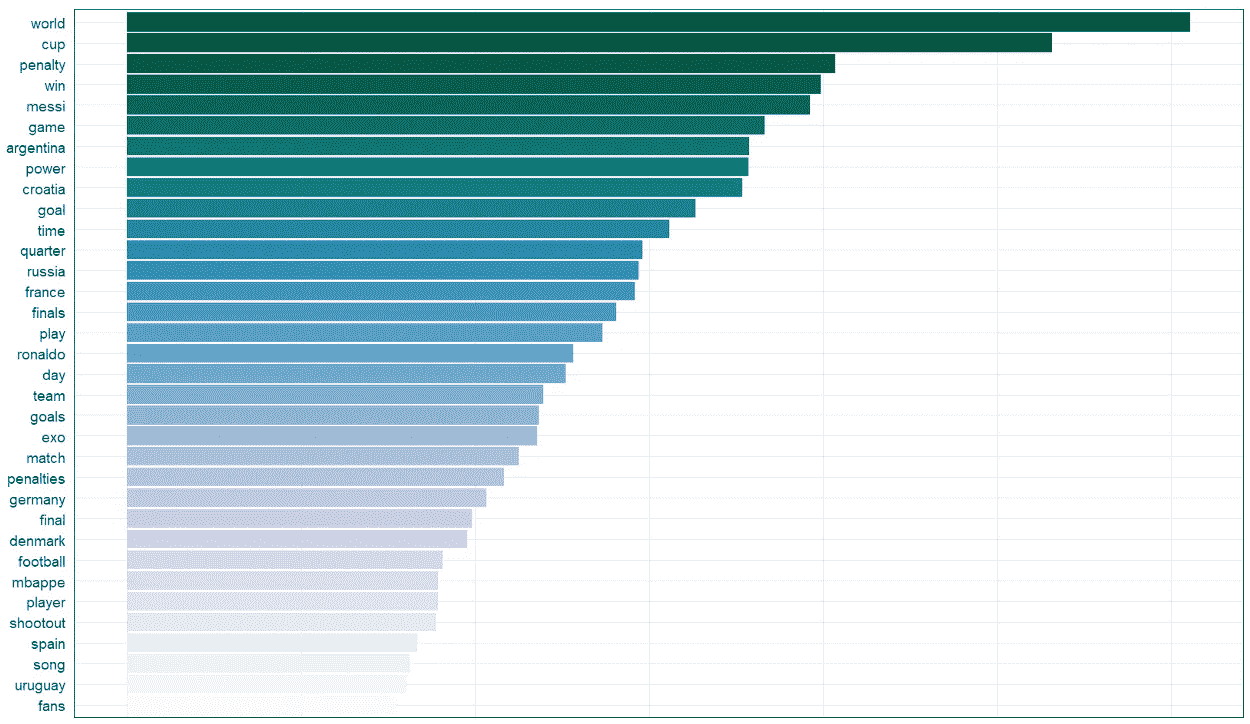 world
cup
penalty
win
messi
game
argentina
power
croatia
goal
time
quarter
russia
france
finals
play
ronaldo
day
team
goals
exo
match
penalties
germany
final
denmark
football
mbappe
player
shootout
spain
song
uruguay
fans